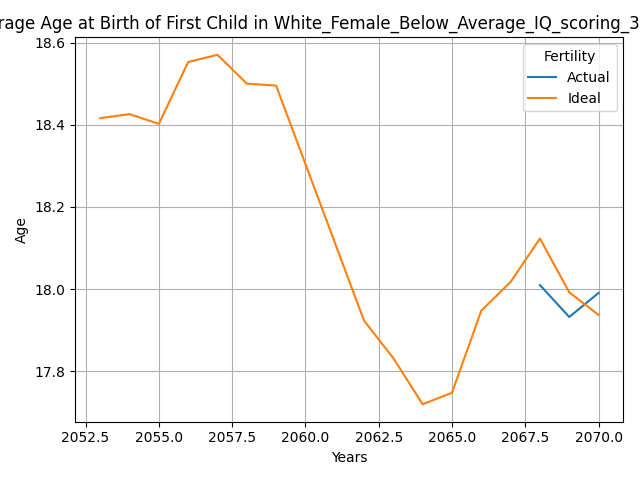 rage Age at Birth of First Child in White_Female_Below_Average_IQ_scoring_3
Fertility
Actual
Ideal
18.6
18.4
18.2
18.0
17.8
Age
2052.5 2055.0 2057.5 2060.0 2062.5 2065.0 2067.5 2070.0
Years